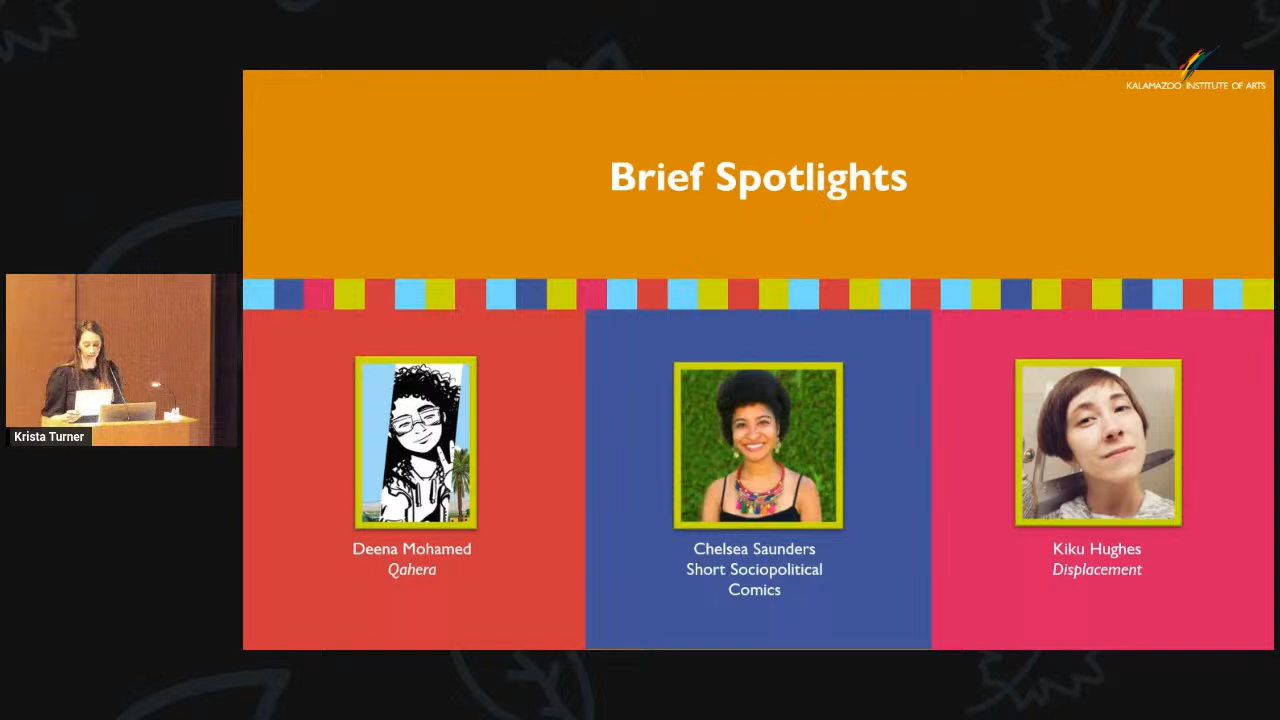 KALAMAZOO INSTITUTE OF ARTS
Brief Spotlights
Krista Turner
Deena Mohamed
Qahera
Chelsea Saunders
Short Sociopolitical
Comics
Kiku Hughes
Displacement